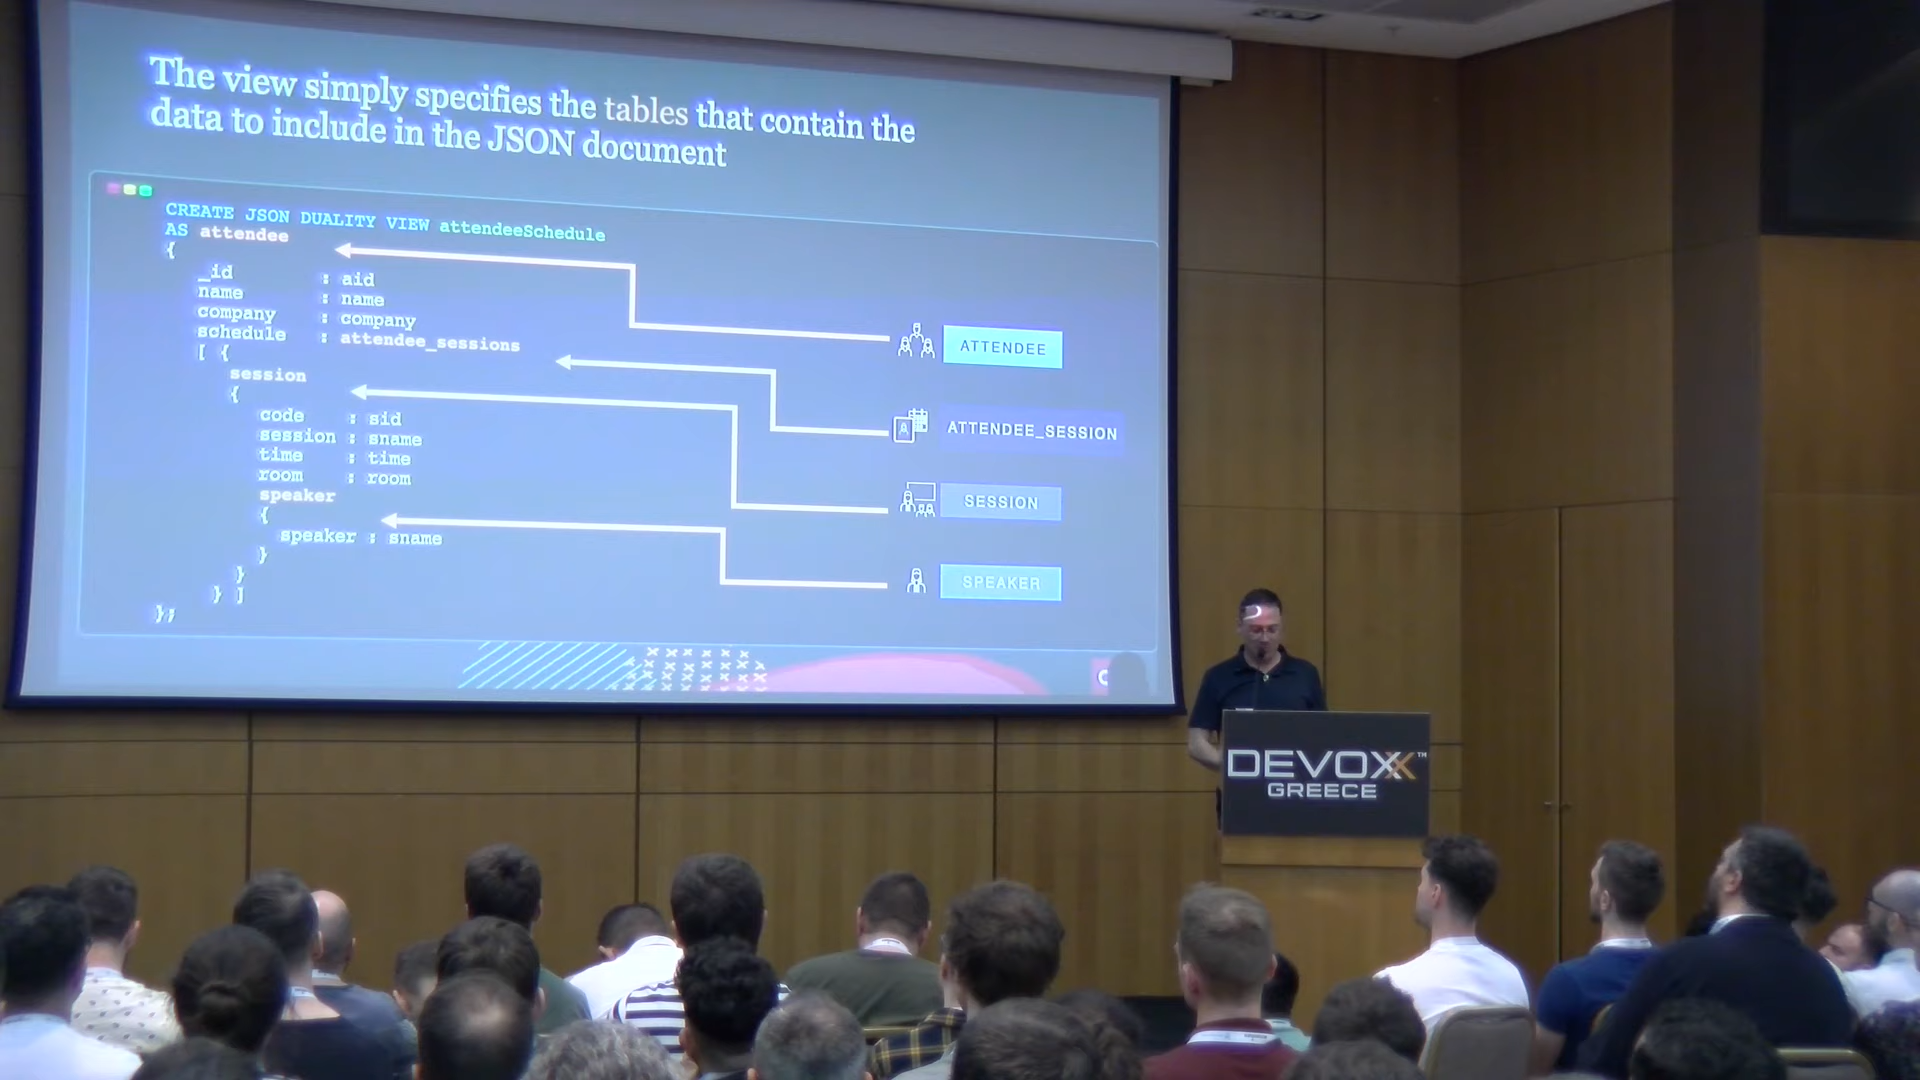 The view simply specifies the tables that contain the
data to include in the JSON document
CREATE JSON DUALITY VIEW attendeeSchedule
AS attendee
{
_id : aid
name : name
company : company
schedule : attendee_sessions
[ {
session
{
code : sid
session : sname
time : time
room : room
speaker
{
speaker : sname
}
}
} ]
};
ATTENDEE
ATTENDEE_SESSION
SESSION
SPEAKER
DEVOXX™
GREECE